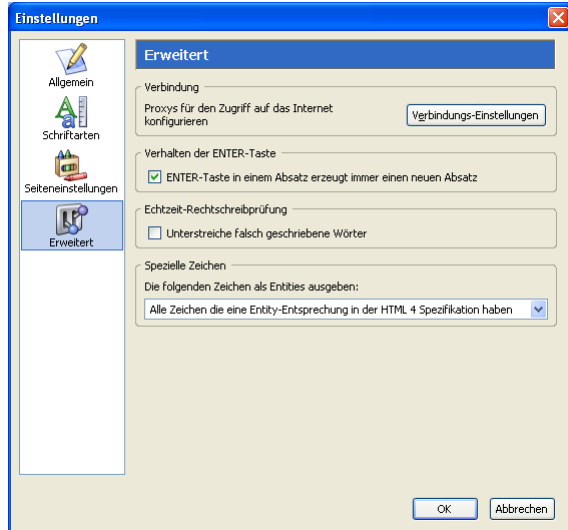 Einstellungen
Allgemein
Schriftarten
Seiteneinstellungen
Erweitert
Erweitert
Verbindung
Proxys für den Zugriff auf das Internet
konfigurieren
Verbindungs-Einstellungen
Verhalten der ENTER-Taste
ENTER-Taste in einem Absatz erzeugt immer einen neuen Absatz
Echtzeit-Rechtschreibprüfung
Unterstreiche falsch geschriebene Wörter
Spezielle Zeichen
Die folgenden Zeichen als Entities ausgeben:
Alle Zeichen die eine Entity-Entsprechung in der HTML 4 Spezifikation haben
OK
Abbrechen